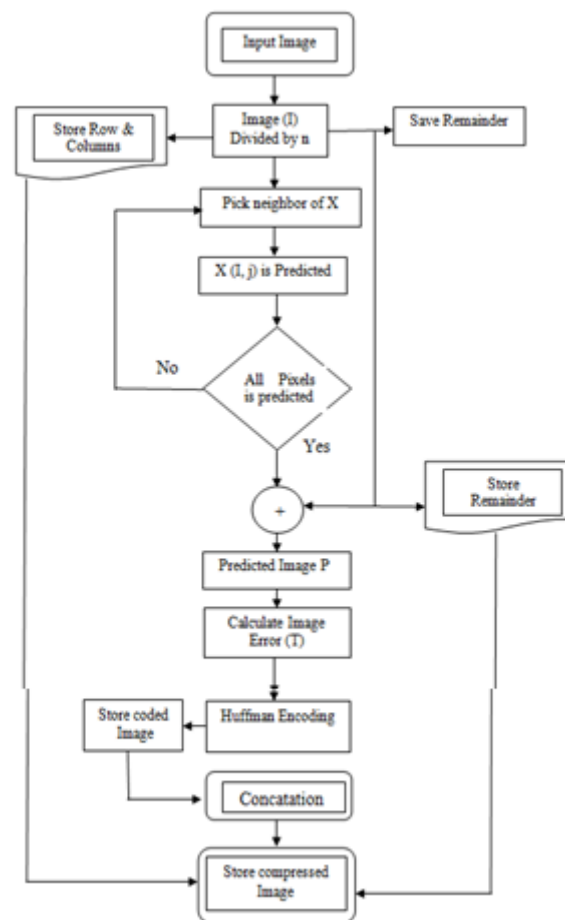 Input Image
Store Row &
Columns
Image (I)
Divided by n
Save Remainder
Pick neighbor of X
X (I, j) is Predicted
No
All Pixels
is predicted
Yes
+
Store
Remainder
Predicted Image P
Calculate Image
Error (T)
Store coded
Image
Huffman Encoding
Concatation
Store compressed
Image